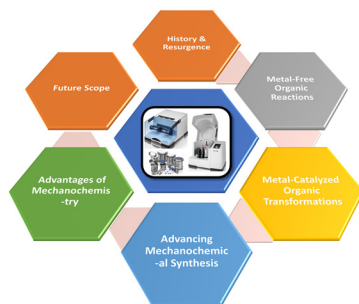 History &
Resurgence
Future Scope
Metal-Free
Organic
Reactions
Advantages of
Mechanochemis
-try
Metal-Catalyzed
Organic
Transformations
Advancing
Mechanochemic
-al Synthesis